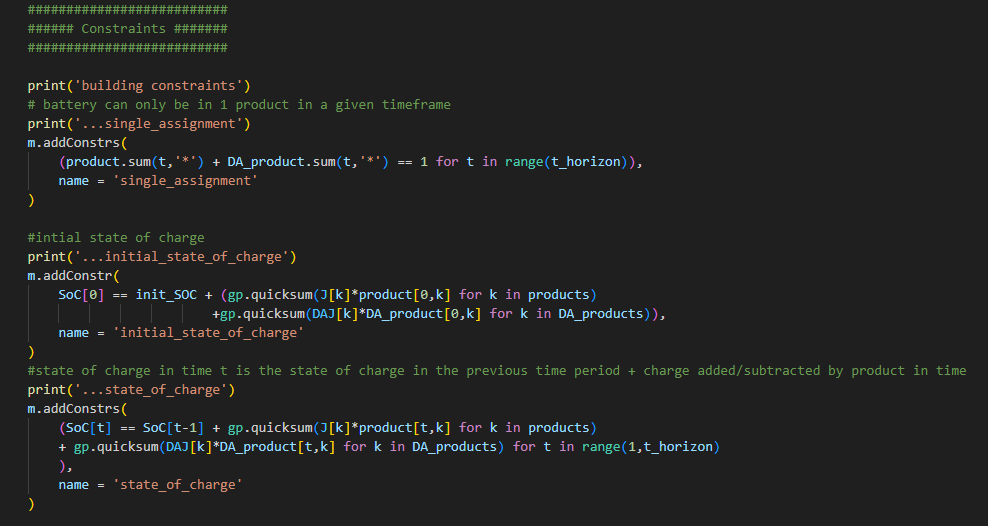 ##########################
###### Constraints #######
##########################
print('building constraints')
# battery can only be in 1 product in a given timeframe
print('...single_assignment')
m.addConstrs(
(product.sum(t,'*') + DA_product.sum(t,'*') == 1 for t in range(t_horizon)),
name = 'single_assignment'
)
#intial state of charge
print('...initial_state_of_charge')
m.addConstr(
SoC[0] == init_SOC + (gp.quicksum(J[k]*product[0,k] for k in products)
+gp.quicksum(DAJ[k]*DA_product[0,k] for k in DA_products)),
name = 'initial_state_of_charge'
)
#state of charge in time t is the state of charge in the previous time period + charge added/subtracted by product in time
print('...state_of_charge')
m.addConstrs(
(SoC[t] == SoC[t-1] + gp.quicksum(J[k]*product[t,k] for k in products)
+ gp.quicksum(DAJ[k]*DA_product[t,k] for k in DA_products) for t in range(1,t_horizon)
),
name = 'state_of_charge'
)